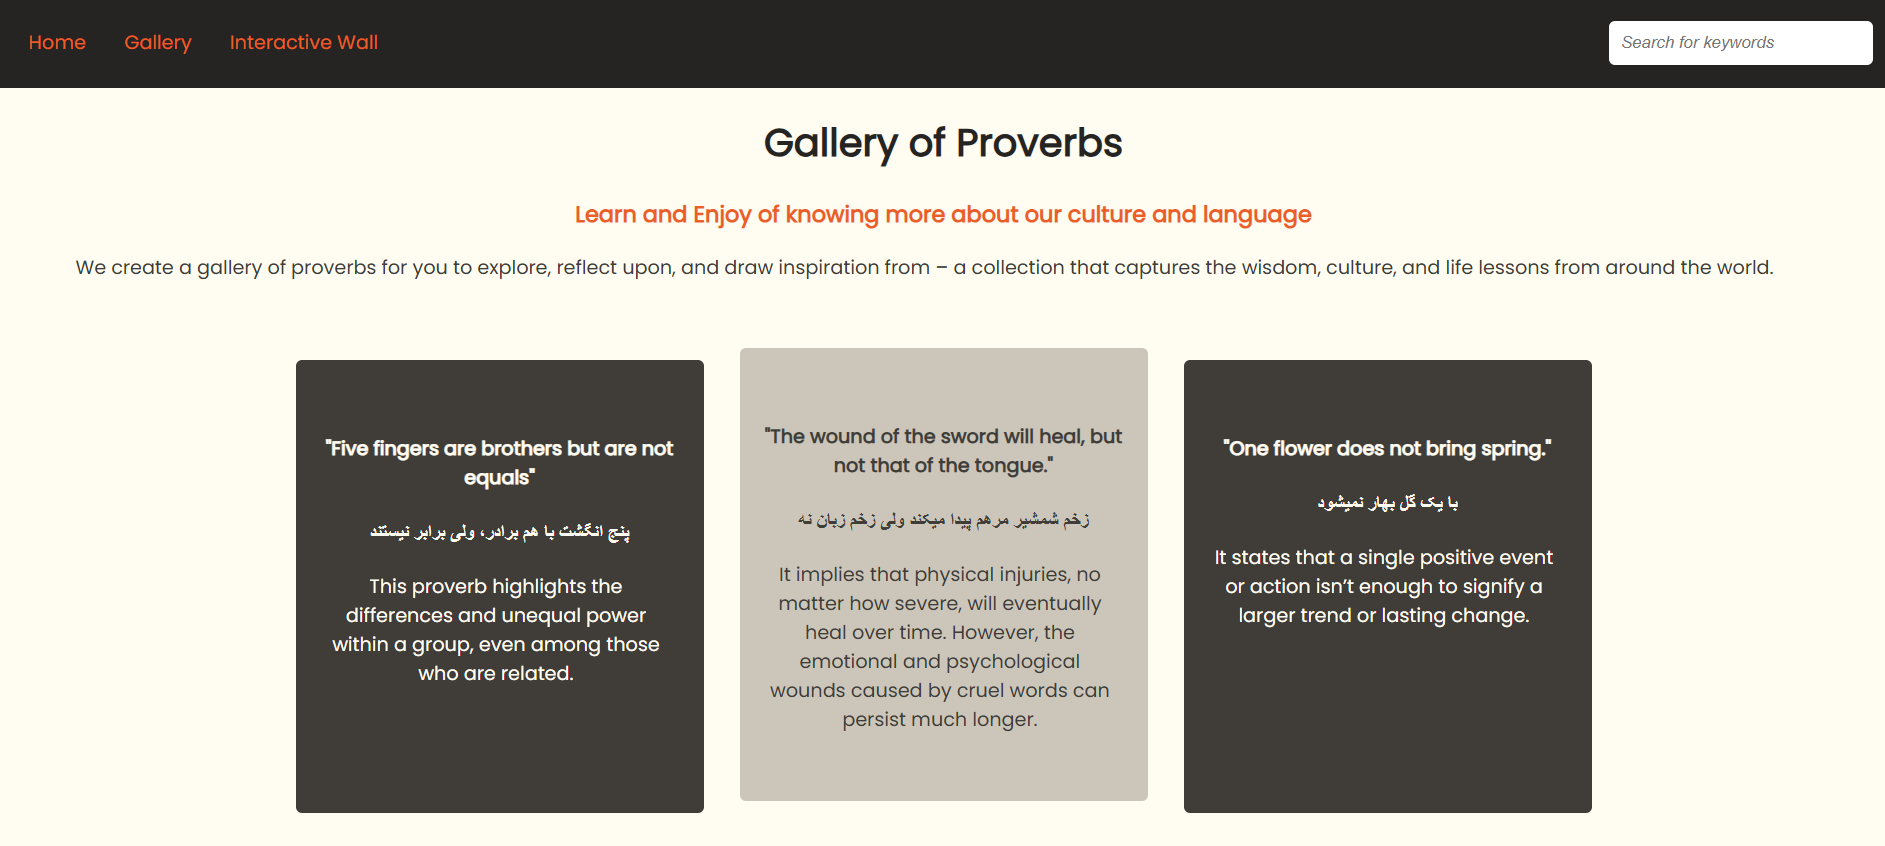 Home Gallery Interactive Wall Search for keywords
Gallery of Proverbs
Learn and Enjoy of knowing more about our culture and language
We create a gallery of proverbs for you to explore, reflect upon, and draw inspiration from – a collection that captures the wisdom, culture, and life lessons from around the world.
"Five fingers are brothers but are not
equals"
پنج انگشت با هم برادر، ولی برابر نیستند
This proverb highlights the
differences and unequal power
within a group, even among those
who are related.
"The wound of the sword will heal, but
not that of the tongue."
زخم شمشیر مرهم پیدا میکند ولی زخم زبان نه
It implies that physical injuries, no
matter how severe, will eventually
heal over time. However, the
emotional and psychological
wounds caused by cruel words can
persist much longer.
"One flower does not bring spring."
با یک گل بهار نمیشود
It states that a single positive event
or action isn’t enough to signify a
larger trend or lasting change.